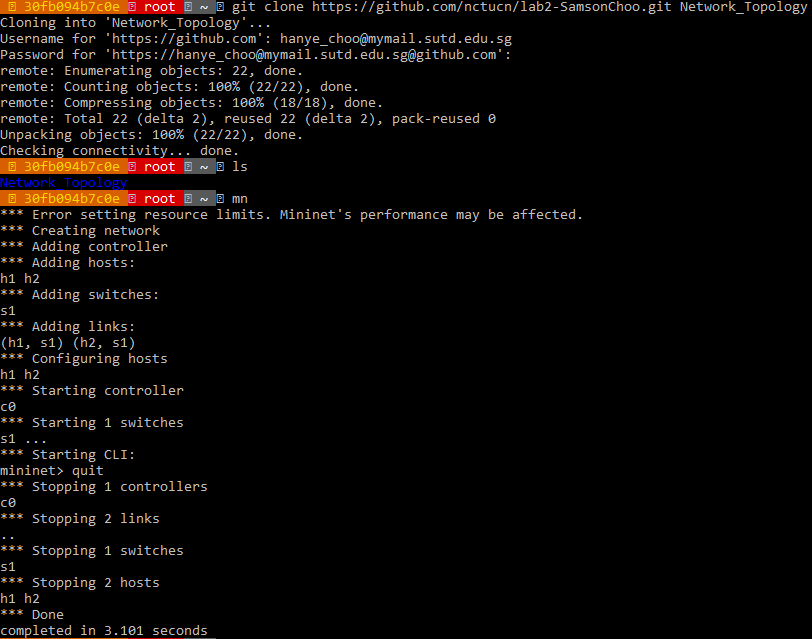 30fb094b7c0e root ~ git clone https://github.com/nctucn/lab2-SamsonChoo.git Network_Topology
Cloning into 'Network_Topology'...
Username for 'https://github.com': hanye_choo@mymail.sutd.edu.sg
Password for 'https://hanye_choo@mymail.sutd.edu.sg@github.com':
remote: Enumerating objects: 22, done.
remote: Counting objects: 100% (22/22), done.
remote: Compressing objects: 100% (18/18), done.
remote: Total 22 (delta 2), reused 22 (delta 2), pack-reused 0
Unpacking objects: 100% (22/22), done.
Checking connectivity... done.
30fb094b7c0e root ~ ls
Network_Topology
30fb094b7c0e root ~ mn
*** Error setting resource limits. Mininet's performance may be affected.
*** Creating network
*** Adding controller
*** Adding hosts:
h1 h2
*** Adding switches:
s1
*** Adding links:
(h1, s1) (h2, s1)
*** Configuring hosts
h1 h2
*** Starting controller
c0
*** Starting 1 switches
s1 ...
*** Starting CLI:
mininet> quit
*** Stopping 1 controllers
c0
*** Stopping 2 links
..
*** Stopping 1 switches
s1
*** Stopping 2 hosts
h1 h2
*** Done
completed in 3.101 seconds